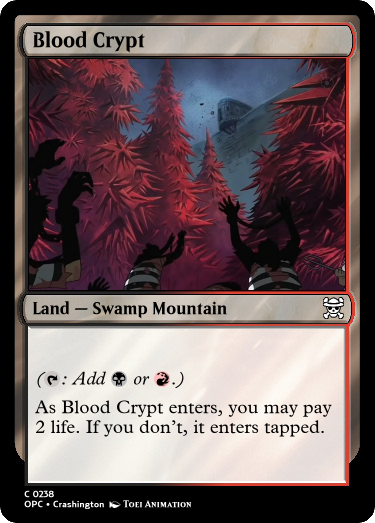 Blood Crypt
Land — Swamp Mountain
(: Add or .)
As Blood Crypt enters, you may pay
2 life. If you don't, it enters tapped.
C 0238
OPC • Crashington TOEI ANIMATION